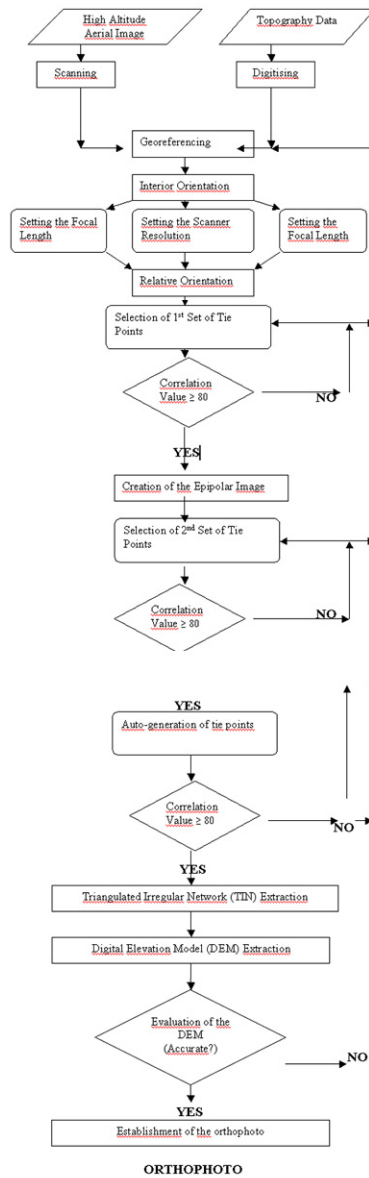 High Altitude
Aerial Image
Topography Data
Scanning
Digitising
Georeferencing
Interior Orientation
Setting the Focal
Length
Setting the Scanner
Resolution
Setting the
Focal Length
Relative Orientation
Selection of 1st Set of Tie
Points
Correlation
Value ≥ 80
NO
YES
Creation of the Epipolar Image
Selection of 2nd Set of Tie
Points
Correlation
Value ≥ 80
NO
YES
Auto-generation of tie points
Correlation
Value ≥ 80
NO
YES
Triangulated Irregular Network (TIN) Extraction
Digital Elevation Model (DEM) Extraction
Evaluation of the
DEM
(Accurate?)
NO
YES
Establishment of the orthophoto
ORTHOPHOTO